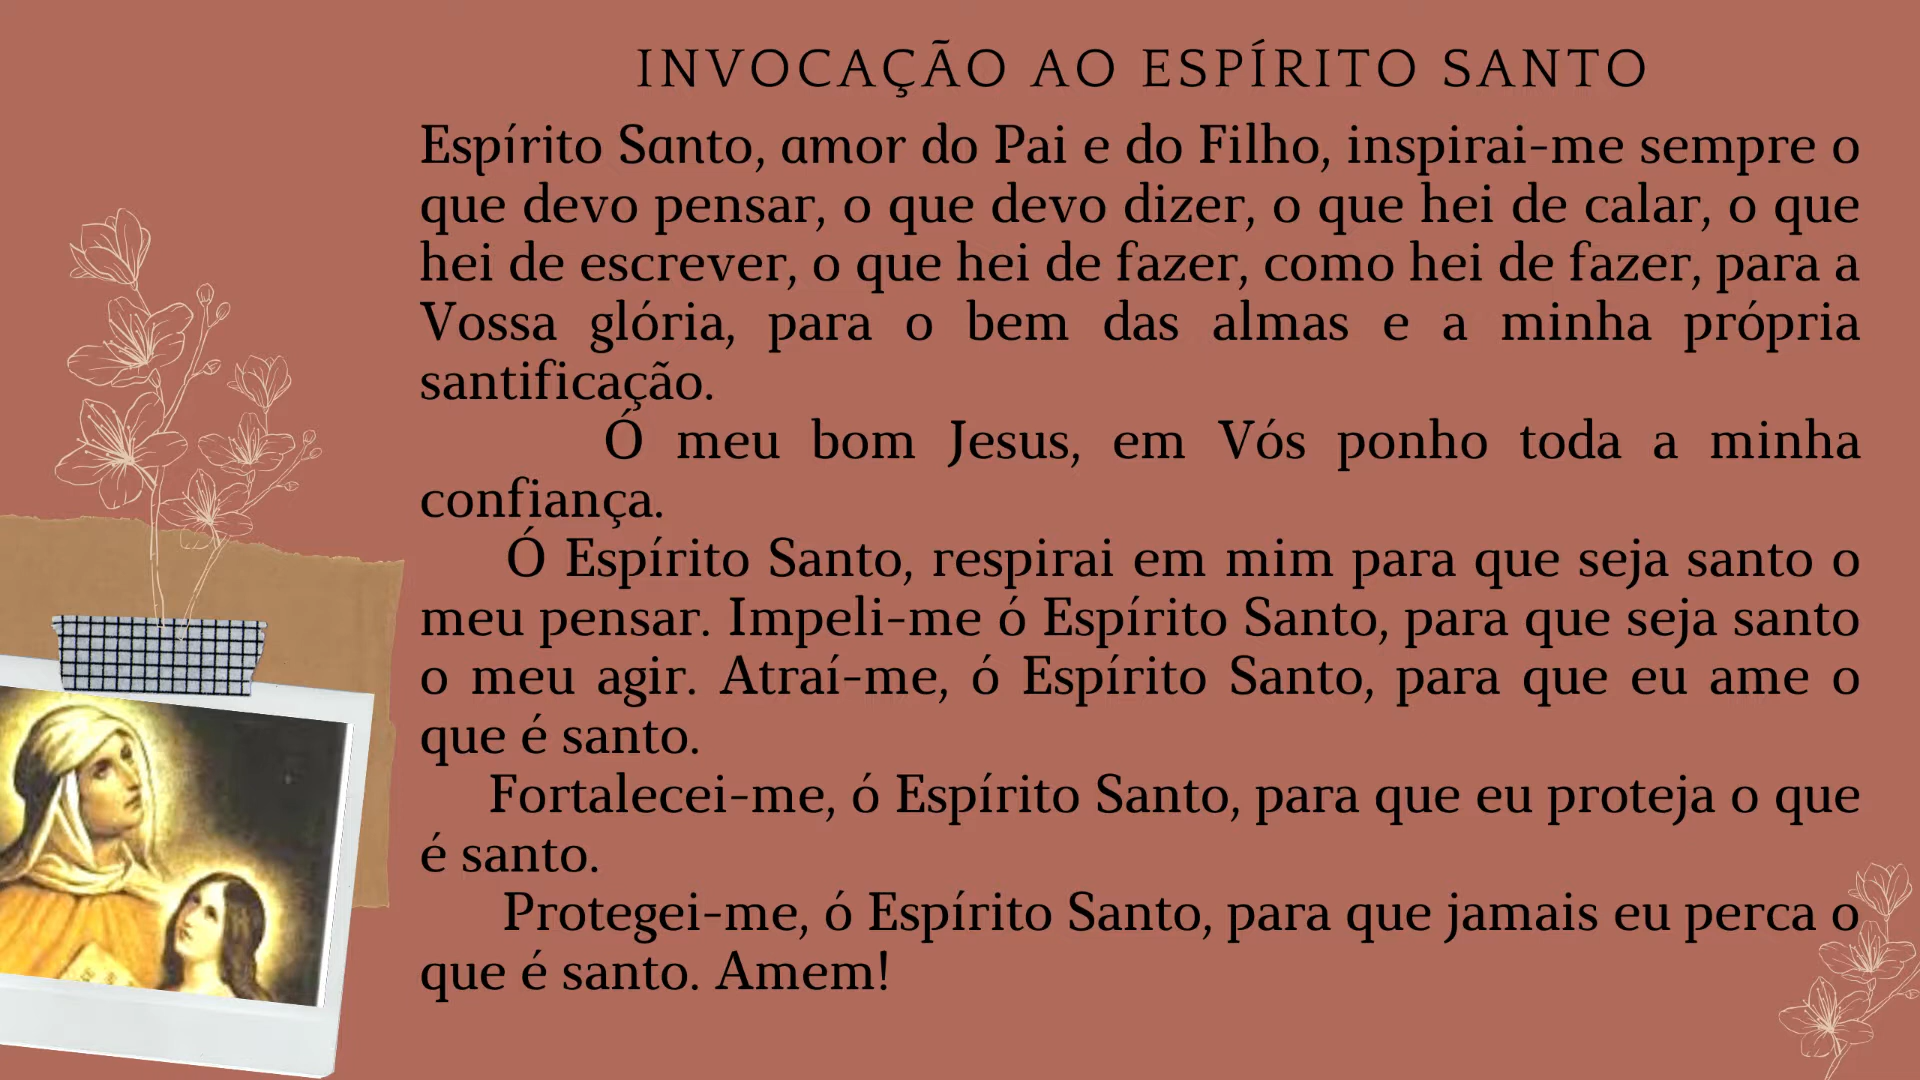 INVOCAÇÃO AO ESPÍRITO SANTO
Espírito Santo, amor do Pai e do Filho, inspirai-me sempre o
que devo pensar, o que devo dizer, o que hei de calar, o que
hei de escrever, o que hei de fazer, como hei de fazer, para a
Vossa glória, para o bem das almas e a minha própria
santificação.
Ó meu bom Jesus, em Vós ponho toda a minha
confiança.
Ó Espírito Santo, respirai em mim para que seja santo o
meu pensar. Impeli-me ó Espírito Santo, para que seja santo
o meu agir. Atraí-me, ó Espírito Santo, para que eu ame o
que é santo.
Fortalecei-me, ó Espírito Santo, para que eu proteja o que
é santo.
Protegei-me, ó Espírito Santo, para que jamais eu perca o
que é santo. Amem!